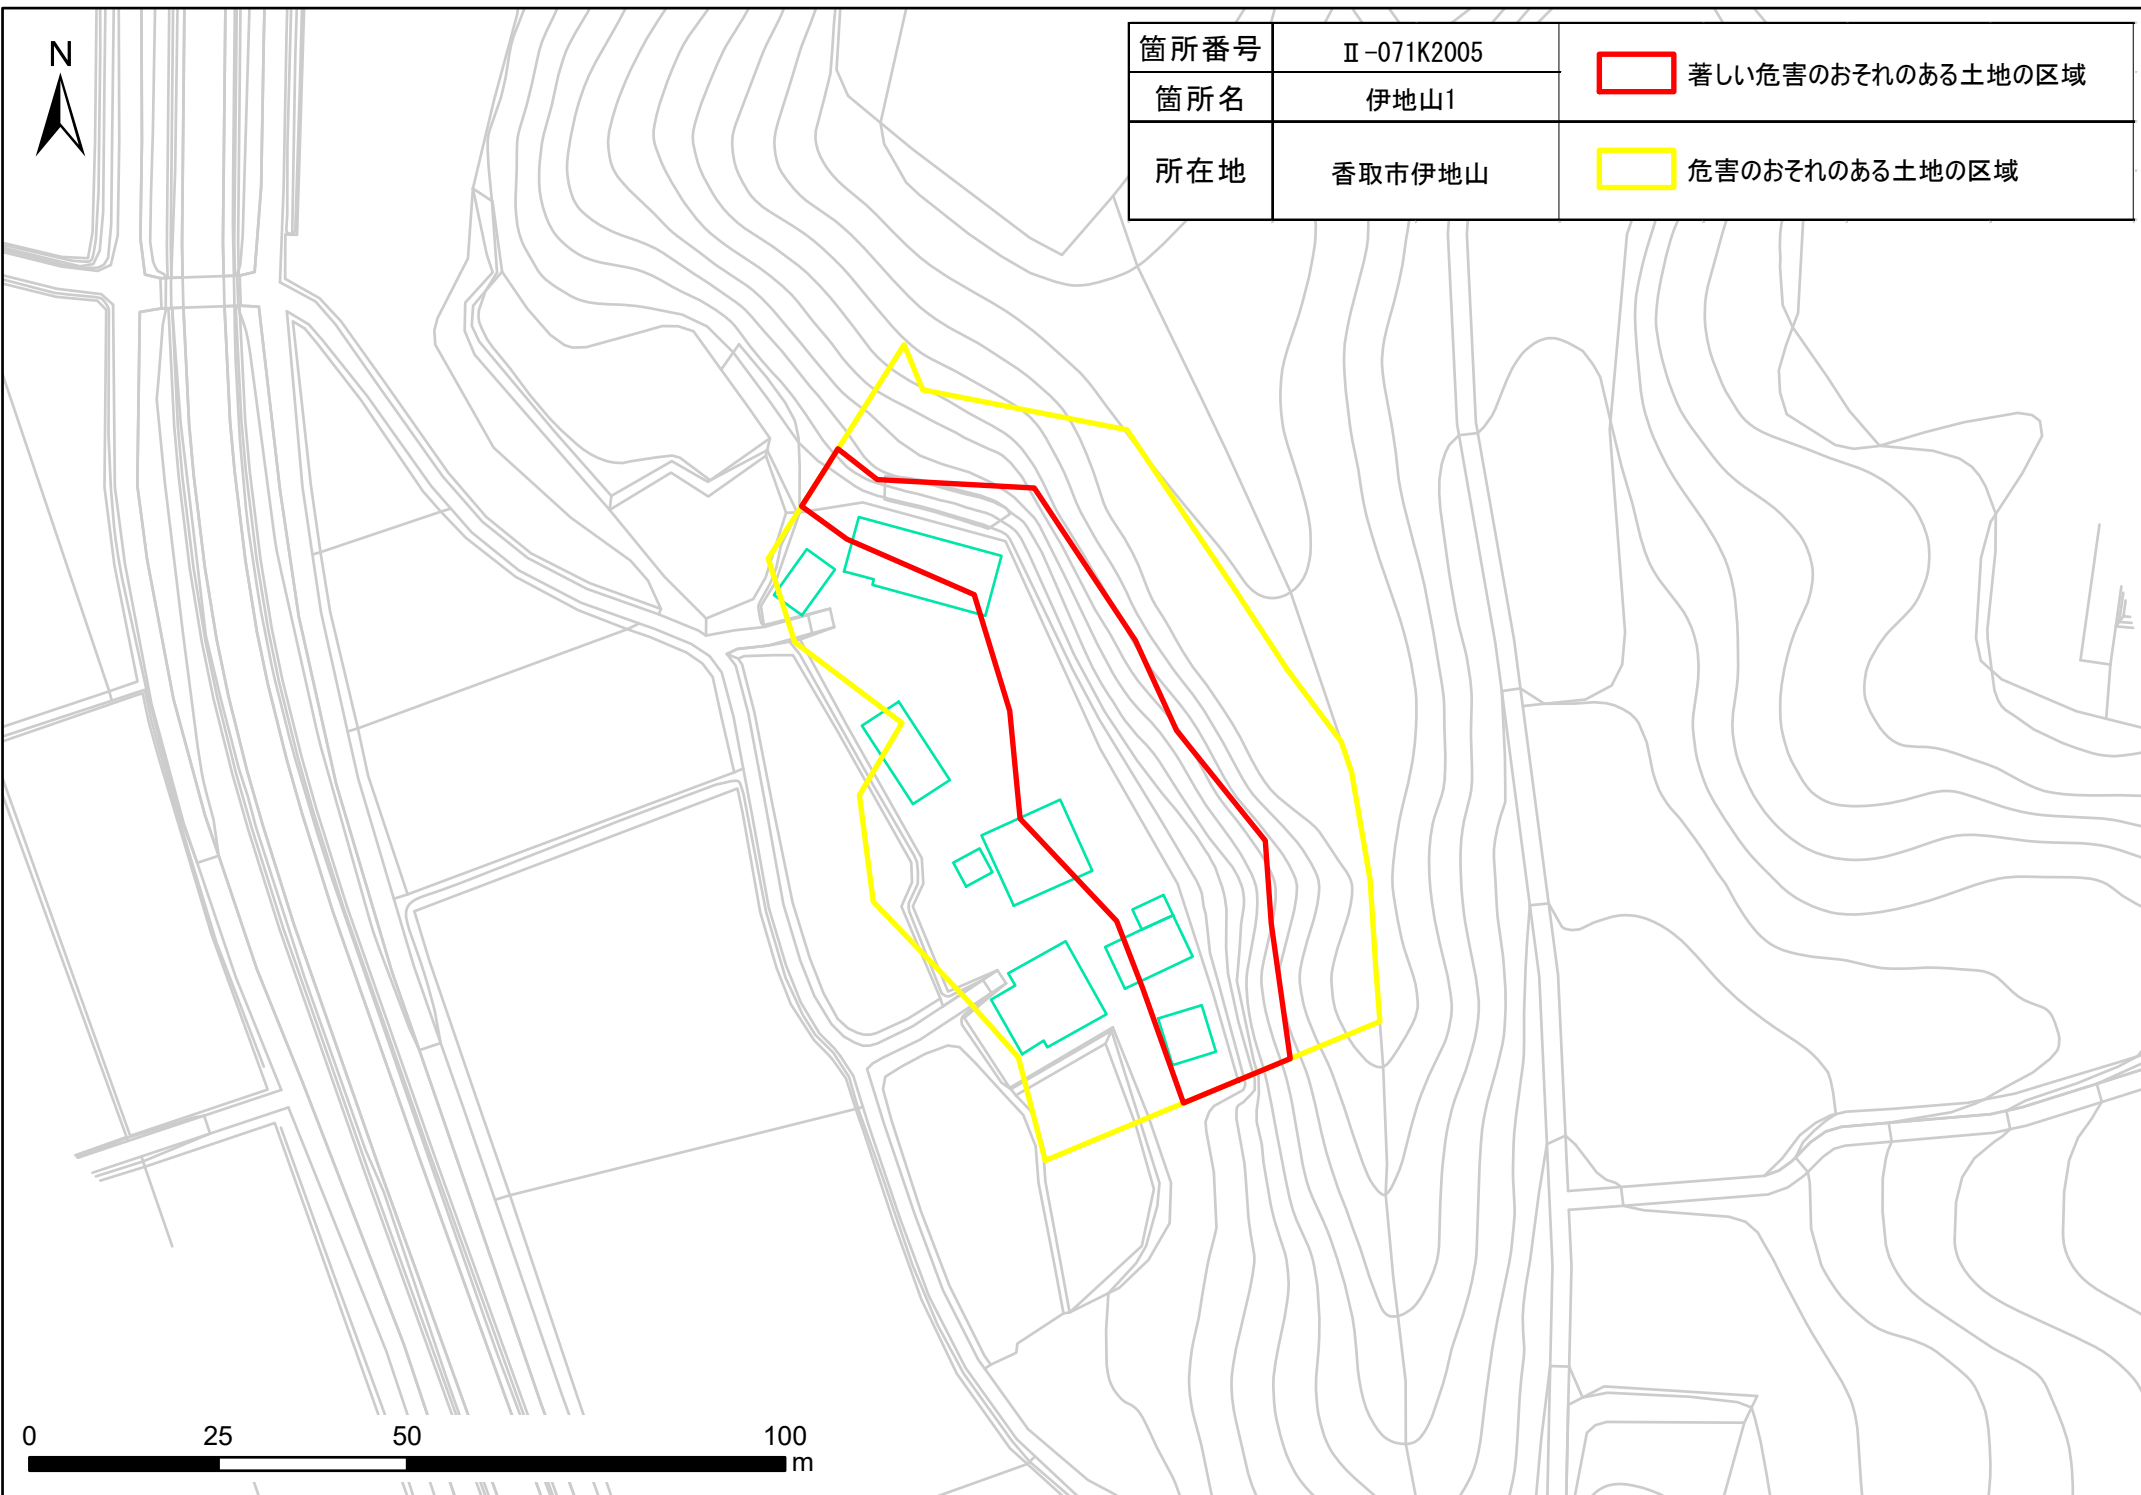 N
箇所番号 Ⅱ-071K2005
著しい危害のおそれのある土地の区域
箇所名 伊地山1
所在地 香取市伊地山
危害のおそれのある土地の区域
0 25 50 100
m